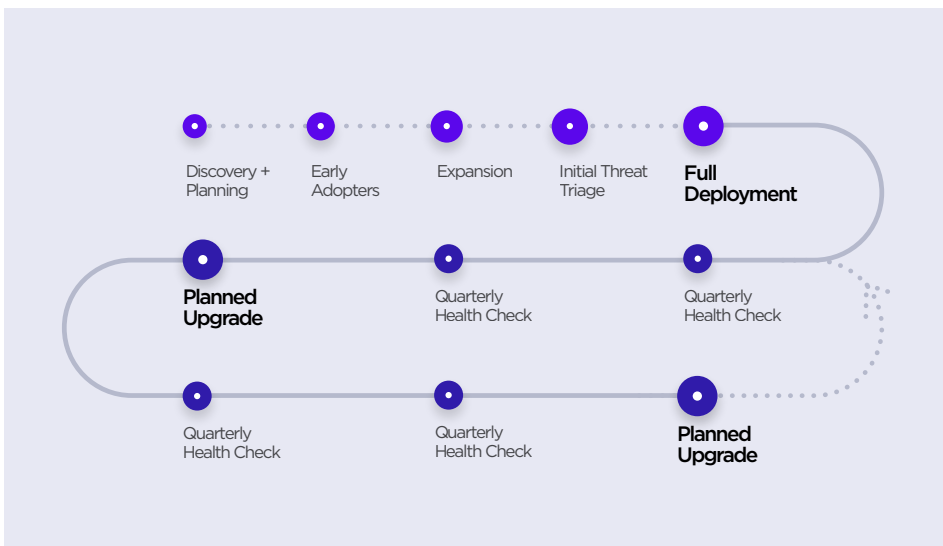 Discovery +
Planning
Early
Adopters
Expansion
Initial Threat
Triage
Full
Deployment
Planned
Upgrade
Quarterly
Health Check
Quarterly
Health Check
Quarterly
Health Check
Quarterly
Health Check
Planned
Upgrade